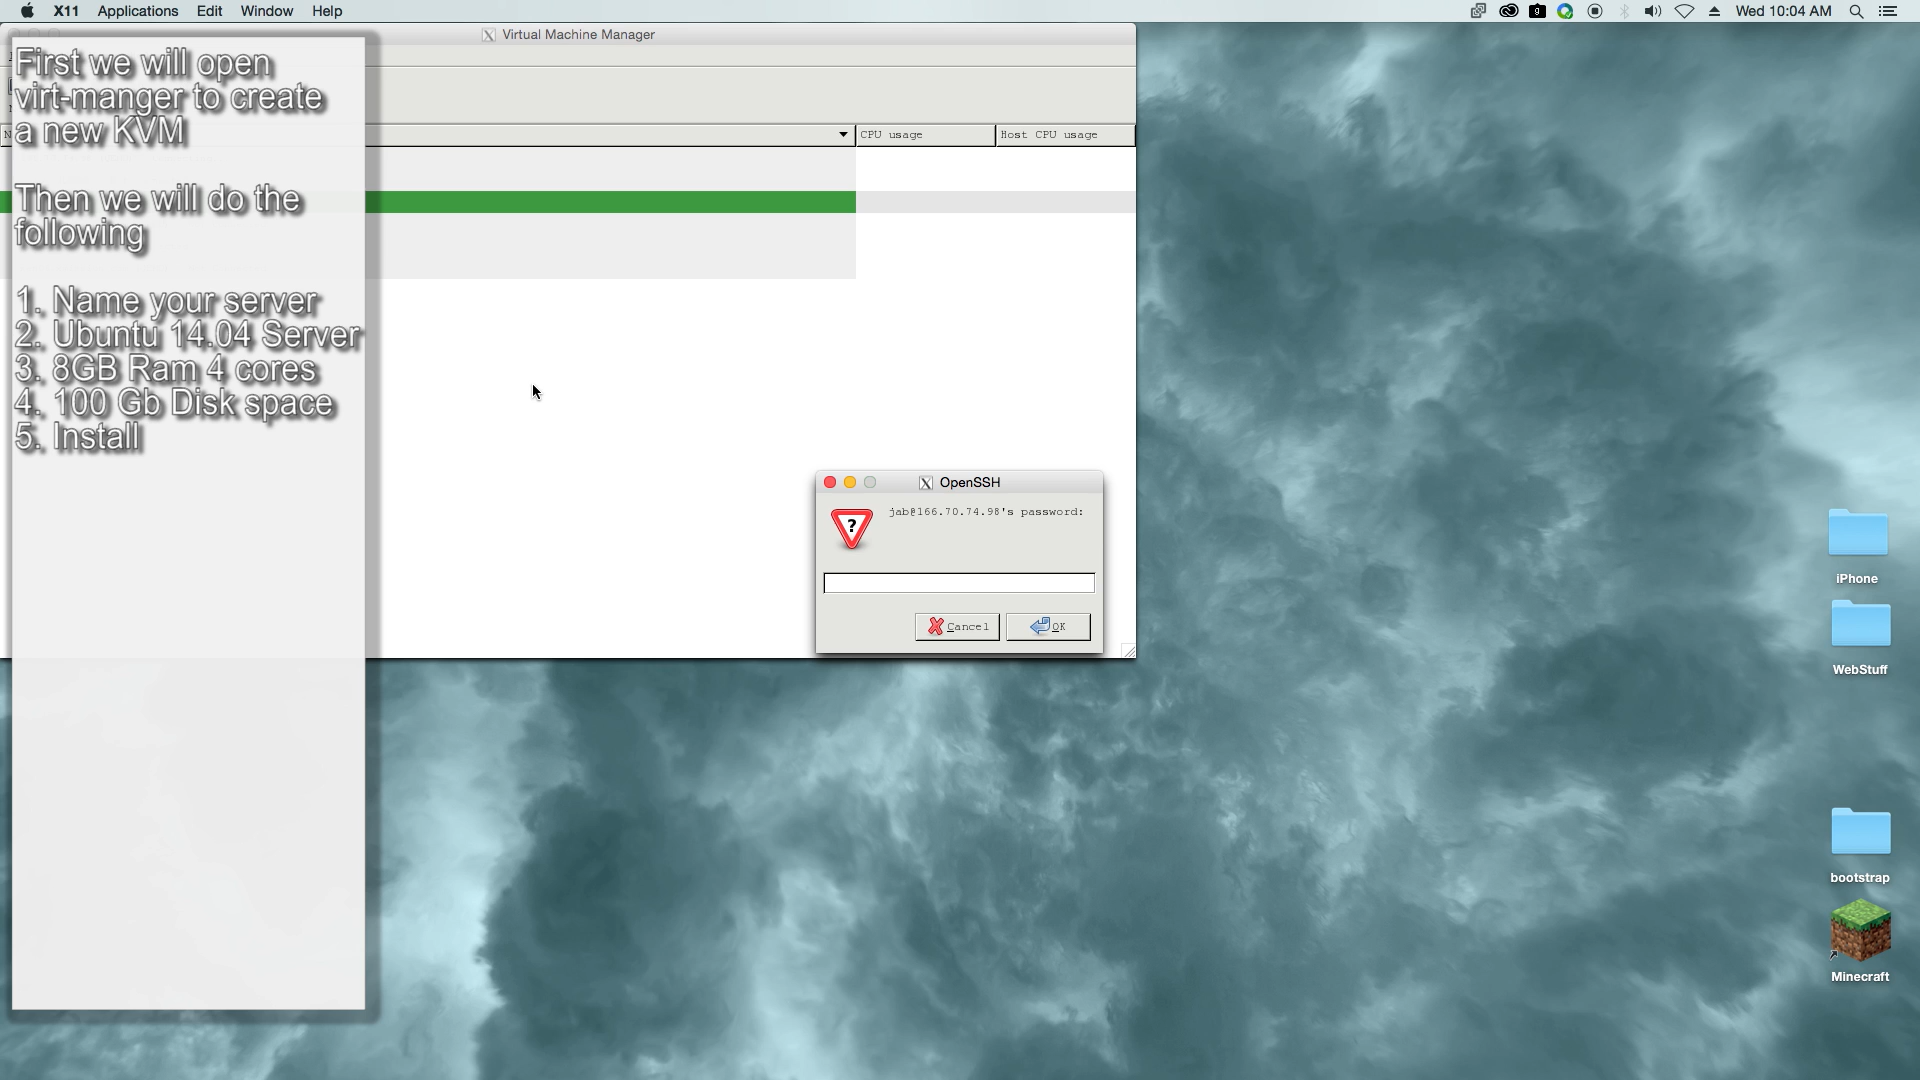 X11 Applications Edit Window Help
Wed 10:04 AM
Virtual Machine Manager
First we will open
virt-manger to create
a new KVM
CPU usage
Host CPU usage
Then we will do the
following
1. Name your server
2. Ubuntu 14.04 Server
3. 8GB Ram 4 cores
4. 100 Gb Disk space
5. Install
OpenSSH
jab@166.70.74.98's password:
Cancel
OK
iPhone
WebStuff
bootstrap
Minecraft